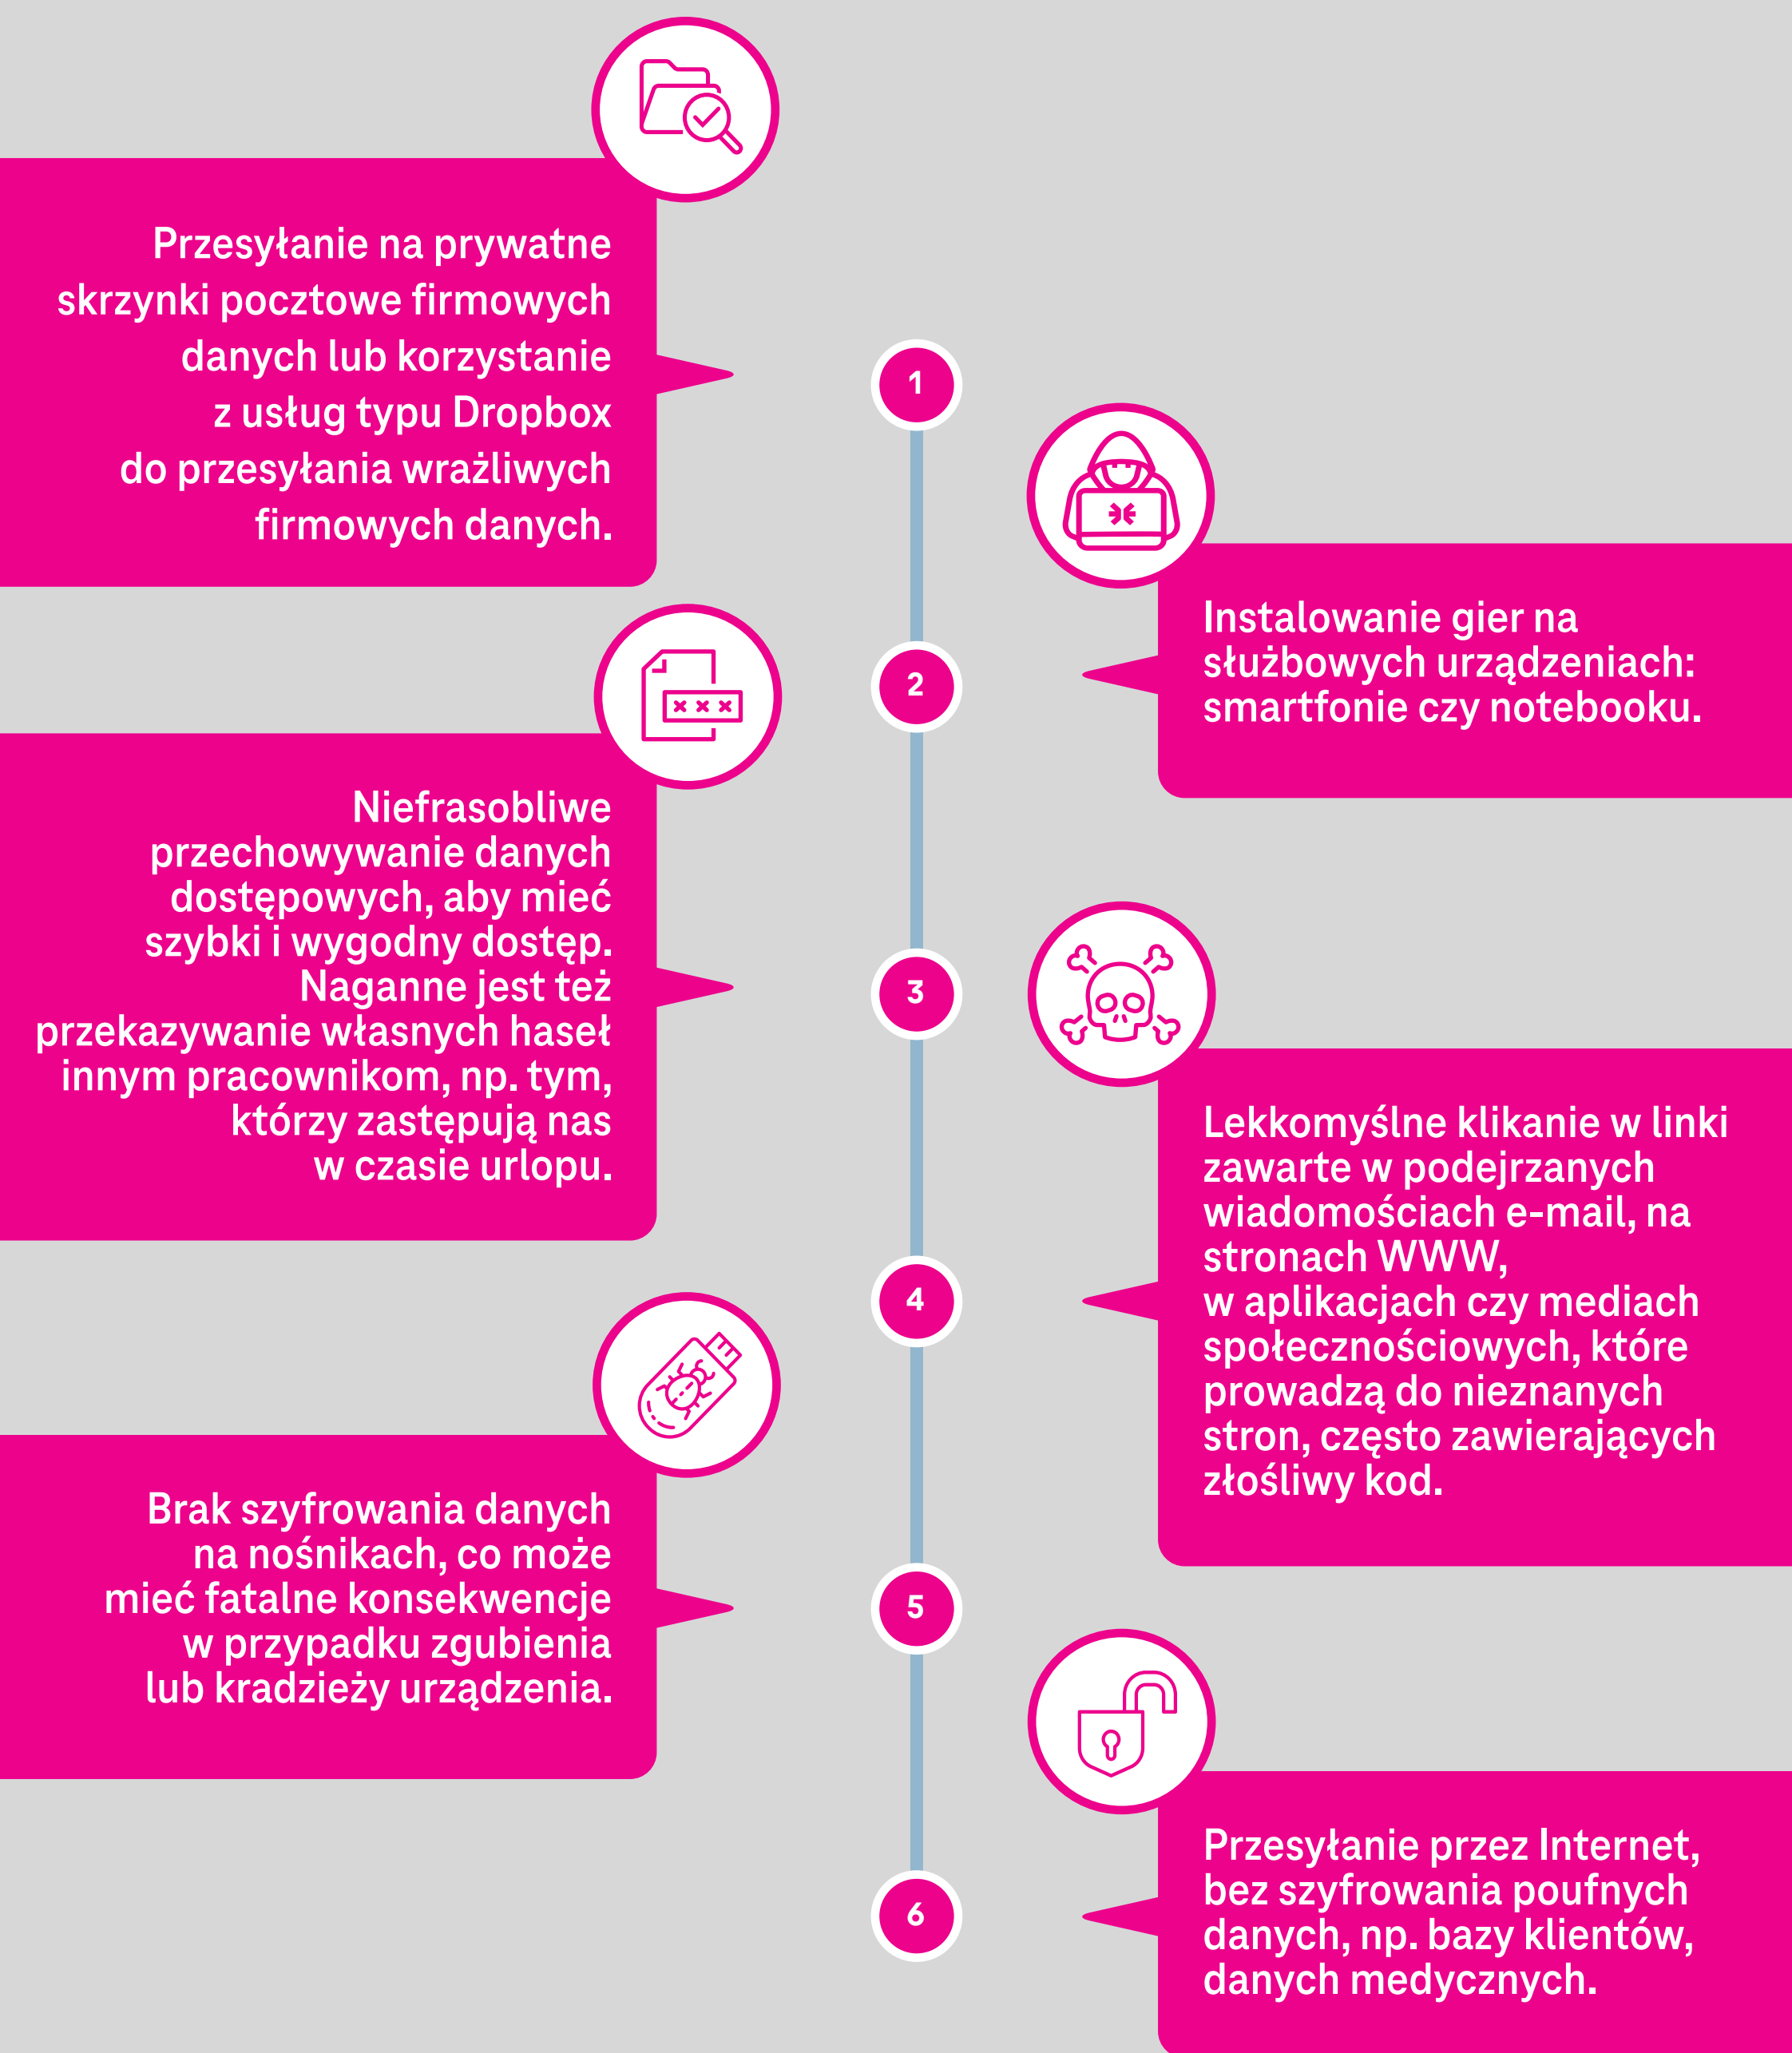 Przesyłanie na prywatne
skrzynki pocztowe firmowych
danych lub korzystanie
z usług typu Dropbox
do przesyłania wrażliwych
firmowych danych.
1
Instalowanie gier na
służbowych urządzeniach:
smartfonie czy notebooku.
2
Niefrasobliwe
przechowywanie danych
dostępowych, aby mieć
szybki i wygodny dostęp.
Naganne jest też
przekazywanie własnych haseł
innym pracownikom, np. tym,
którzy zastępują nas
w czasie urlopu.
3
Lekkomyślne klikanie w linki
zawarte w podejrzanych
wiadomościach e-mail, na
stronach WWW,
w aplikacjach czy mediach
społecznościowych, które
prowadzą do nieznanych
stron, często zawierających
złośliwy kod.
4
Brak szyfrowania danych
na nośnikach, co może
mieć fatalne konsekwencje
w przypadku zgubienia
lub kradzieży urządzenia.
5
Przesyłanie przez Internet,
bez szyfrowania poufnych
danych, np. bazy klientów,
danych medycznych.
6